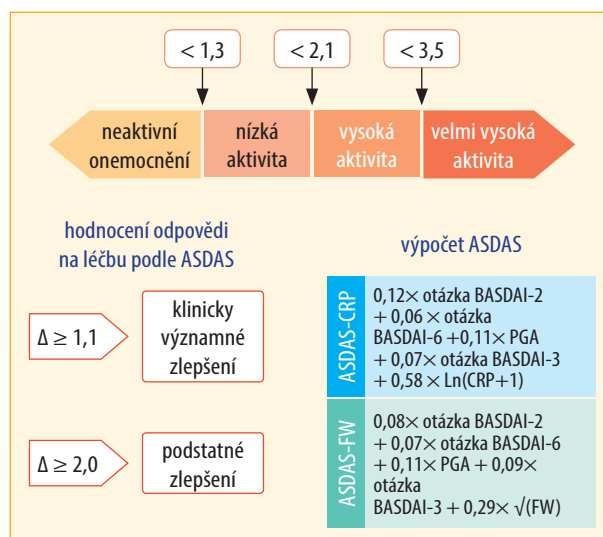 < 1,3
< 2,1
< 3,5
neaktivní
onemocnění
nízká
aktivita
vysoká
aktivita
velmi vysoká
aktivita
hodnocení odpovědi
na léčbu podle ASDAS
Δ ≥ 1,1
klinicky
významné
zlepšení
Δ ≥ 2,0
podstatné
zlepšení
výpočet ASDAS
ASDAS-CRP
0,12× otázka BASDAI-2
+ 0,06 × otázka
BASDAI-6 +0,11× PGA
+ 0,07× otázka BASDAI-3
+ 0,58 × Ln(CRP+1)
ASDAS-FW
0,08× otázka BASDAI-2
+ 0,07× otázka BASDAI-6
+ 0,11× PGA + 0,09×
otázka
BASDAI-3 + 0,29× √(FW)